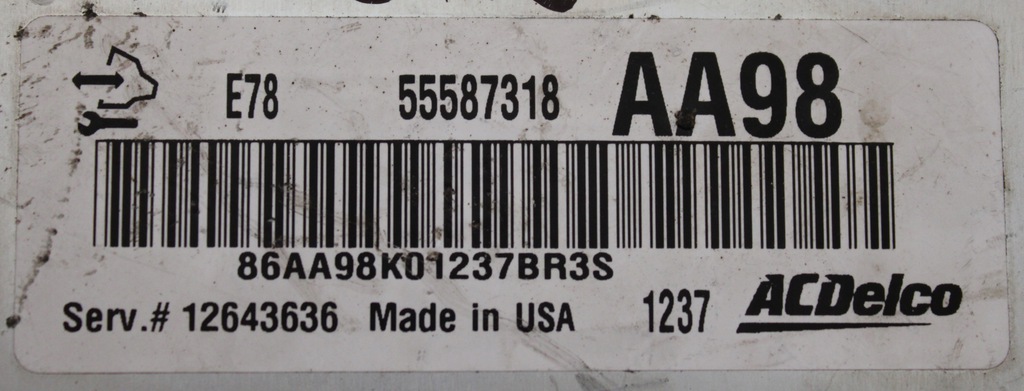 E78 55587318 AA98
86AA98K01237BR3S
Serv.# 12643636 Made in USA 1237 ACDelco